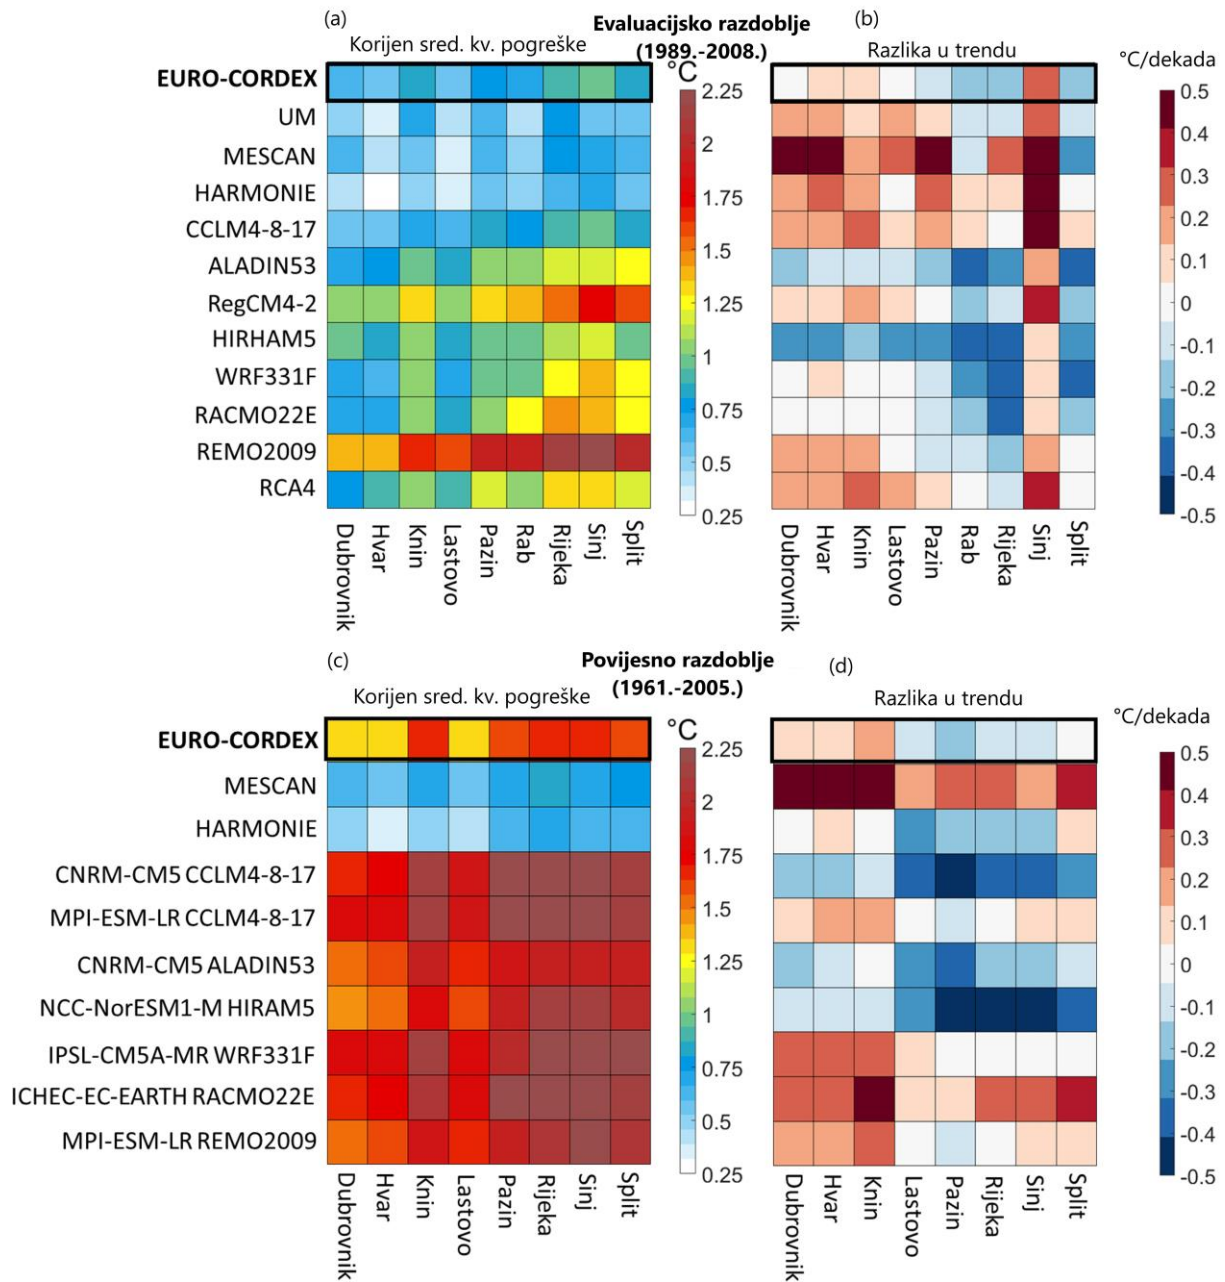 (a)
Evaluacijsko razdoblje
(1989.-2008.)
(b)
Korijen sred. kv. pogreške
Razlika u trendu
°C
°C/dekada
EURO-CORDEX
UM
MESCAN
HARMONIE
CCLM4-8-17
ALADIN53
RegCM4-2
HIRHAM5
WRF331F
RACMO22E
REMO2009
RCA4
2.25
2
1.75
1.5
1.25
1
0.75
0.5
0.25
0.5
0.4
0.3
0.2
0.1
0
-0.1
-0.2
-0.3
-0.4
-0.5
Dubrovnik
Hvar
Knin
Lastovo
Pazin
Rab
Rijeka
Sinj
Split
Dubrovnik
Hvar
Knin
Lastovo
Pazin
Rab
Rijeka
Sinj
Split
(c)
Povijesno razdoblje
(1961.-2005.)
(d)
Korijen sred. kv. pogreške
Razlika u trendu
°C
°C/dekada
EURO-CORDEX
MESCAN
HARMONIE
CNRM-CM5 CCLM4-8-17
MPI-ESM-LR CCLM4-8-17
CNRM-CM5 ALADIN53
NCC-NorESM1-M HIRAM5
IPSL-CM5A-MR WRF331F
ICHEC-EC-EARTH RACMO22E
MPI-ESM-LR REMO2009
2.25
2
1.75
1.5
1.25
1
0.75
0.5
0.25
0.5
0.4
0.3
0.2
0.1
0
-0.1
-0.2
-0.3
-0.4
-0.5
Dubrovnik
Hvar
Knin
Lastovo
Pazin
Rijeka
Sinj
Split
Dubrovnik
Hvar
Knin
Lastovo
Pazin
Rijeka
Sinj
Split